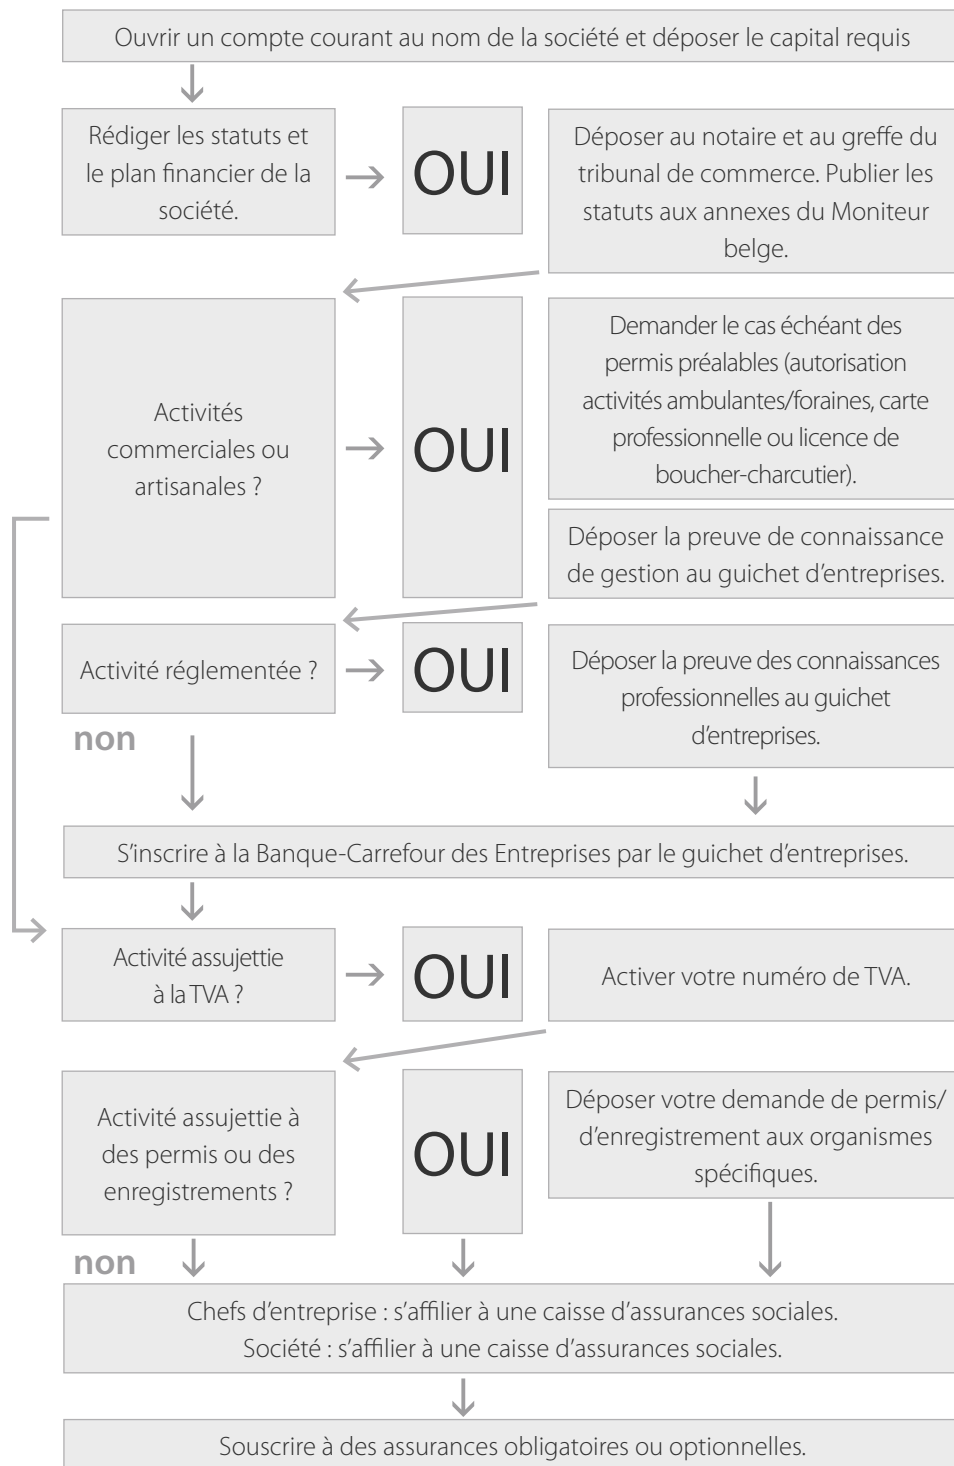 Ouvrir un compte courant au nom de la société et déposer le capital requis
Rédiger les statuts et
le plan financier de la
société.
OUI
Déposer au notaire et au greffe du
tribunal de commerce. Publier les
statuts aux annexes du Moniteur
belge.
Activités
commerciales ou
artisanales ?
OUI
Demander le cas échéant des
permis préalables (autorisation
activités ambulantes/foraines, carte
professionnelle ou licence de
boucher-charcutier).
Déposer la preuve de connaissance
de gestion au guichet d’entreprises.
Activité réglementée ?
OUI
Déposer la preuve des connaissances
professionnelles au guichet
d’entreprises.
non
S’inscrire à la Banque-Carrefour des Entreprises par le guichet d’entreprises.
Activité assujettie
à la TVA ?
OUI
Activer votre numéro de TVA.
Activité assujettie à
des permis ou des
enregistrements ?
OUI
Déposer votre demande de permis/
d’enregistrement aux organismes
spécifiques.
non
Chefs d’entreprise : s’affilier à une caisse d’assurances sociales.
Société : s’affilier à une caisse d’assurances sociales.
Souscrire à des assurances obligatoires ou optionnelles.